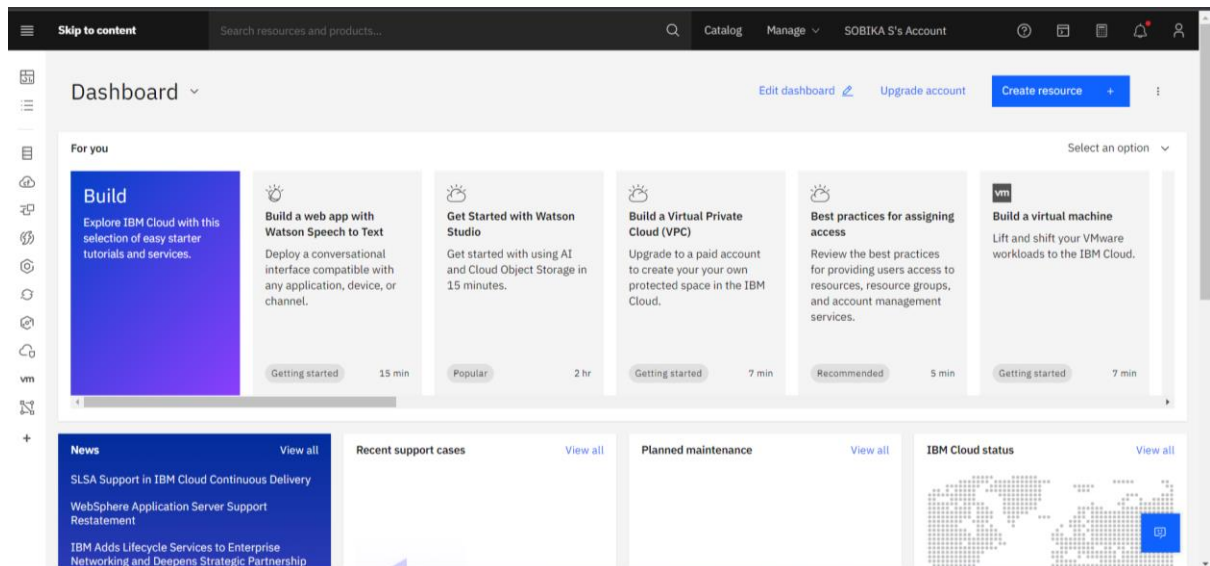 Skip to content
Search resources and products...
Catalog
Manage
SOBIKA S's Account
Dashboard
Edit dashboard
Upgrade account
Create resource +
For you
Select an option
Build
Explore IBM Cloud with this
selection of easy starter
tutorials and services.
Build a web app with
Watson Speech to Text
Deploy a conversational
interface compatible with
any application, device, or
channel.
Getting started
15 min
Get Started with Watson
Studio
Get started with using AI
and Cloud Object Storage in
15 minutes.
Popular
2 hr
Build a Virtual Private
Cloud (VPC)
Upgrade to a paid account
to create your your own
protected space in the IBM
Cloud.
Getting started
7 min
Best practices for assigning
access
Review the best practices
for providing users access to
resources, resource groups,
and account management
services.
Recommended
5 min
vm
Build a virtual machine
Lift and shift your VMware
workloads to the IBM Cloud.
Getting started
7 min
vm
News
View all
SLSA Support in IBM Cloud Continuous Delivery
WebSphere Application Server Support
Restatement
IBM Adds Lifecycle Services to Enterprise
Networking and Deepens Strategic Partnership
Recent support cases
View all
Planned maintenance
View all
IBM Cloud status
View all